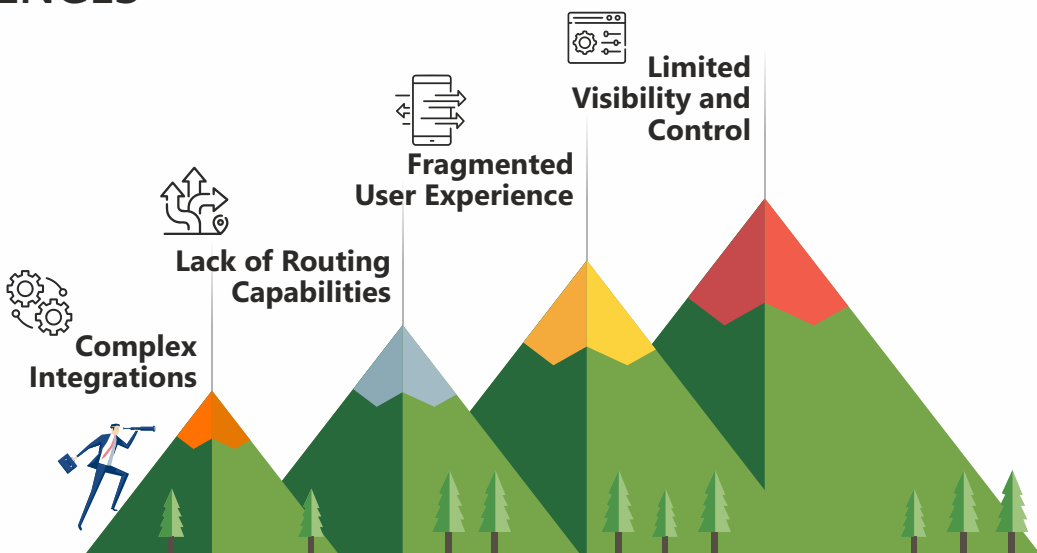 Limited
Visibility and
Control
Fragmented
User Experience
Lack of Routing
Capabilities
Complex
Integrations